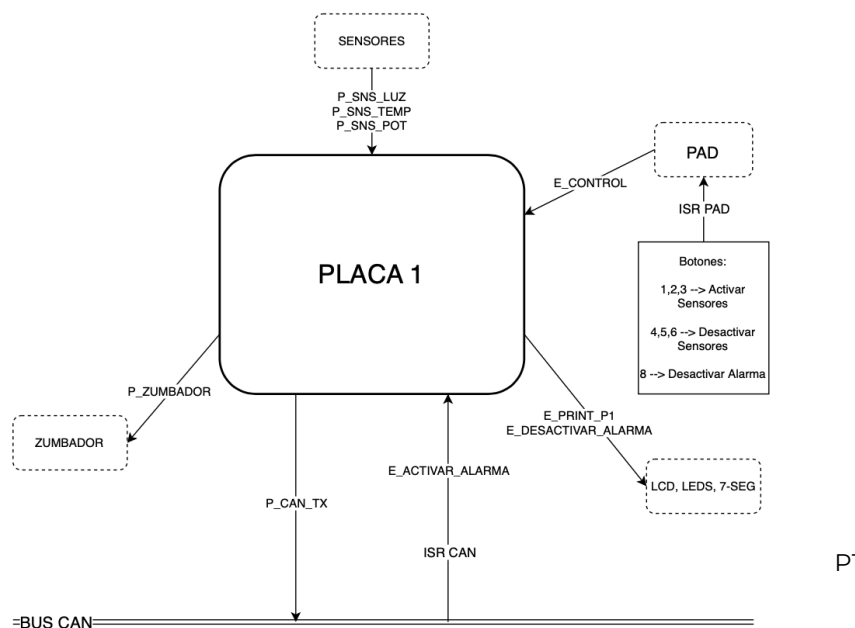 SENSORES
P_SNS_LUZ
P_SNS_TEMP
P_SNS_POT
PAD
E_CONTROL
ISR PAD
PLACA 1
Botones:
1,2,3 --> Activar
Sensores
4,5,6 --> Desactivar
Sensores
8 --> Desactivar Alarma
P_ZUMBADOR
ZUMBADOR
E_PRINT_P1
E_DESACTIVAR_ALARMA
E_ACTIVAR_ALARMA
LCD, LEDS, 7-SEG
P_CAN_TX
ISR CAN
BUS CAN